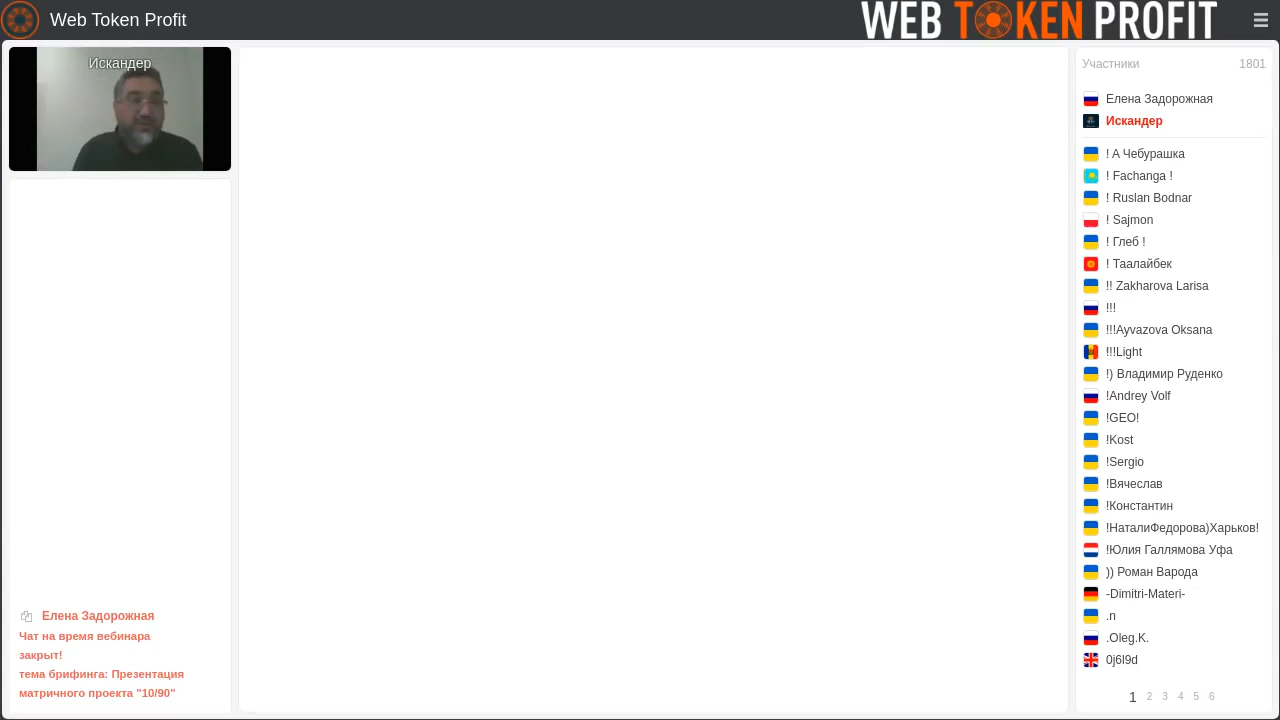 Web Token Profit
WEB TOKEN PROFIT
Искандер
Елена Задорожная
Чат на время вебинара
закрыт!
тема брифинга: Презентация
матричного проекта "10/90"
Участники 1801
Елена Задорожная
Искандер
! А Чебурашка
! Fachanga !
! Ruslan Bodnar
! Sajmon
! Глеб !
! Таалайбек
!! Zakharova Larisa
!!!
!!!Ayvazova Oksana
!!!Light
!) Владимир Руденко
!Andrey Volf
!GEO!
!Kost
!Sergio
!Вячеслав
!Константин
!НаталиФедорова)Харьков!
!Юлия Галлямова Уфа
)) Роман Варода
-Dimitri-Materi-
.n
.Oleg.K.
0j6l9d
1 2 3 4 5 6